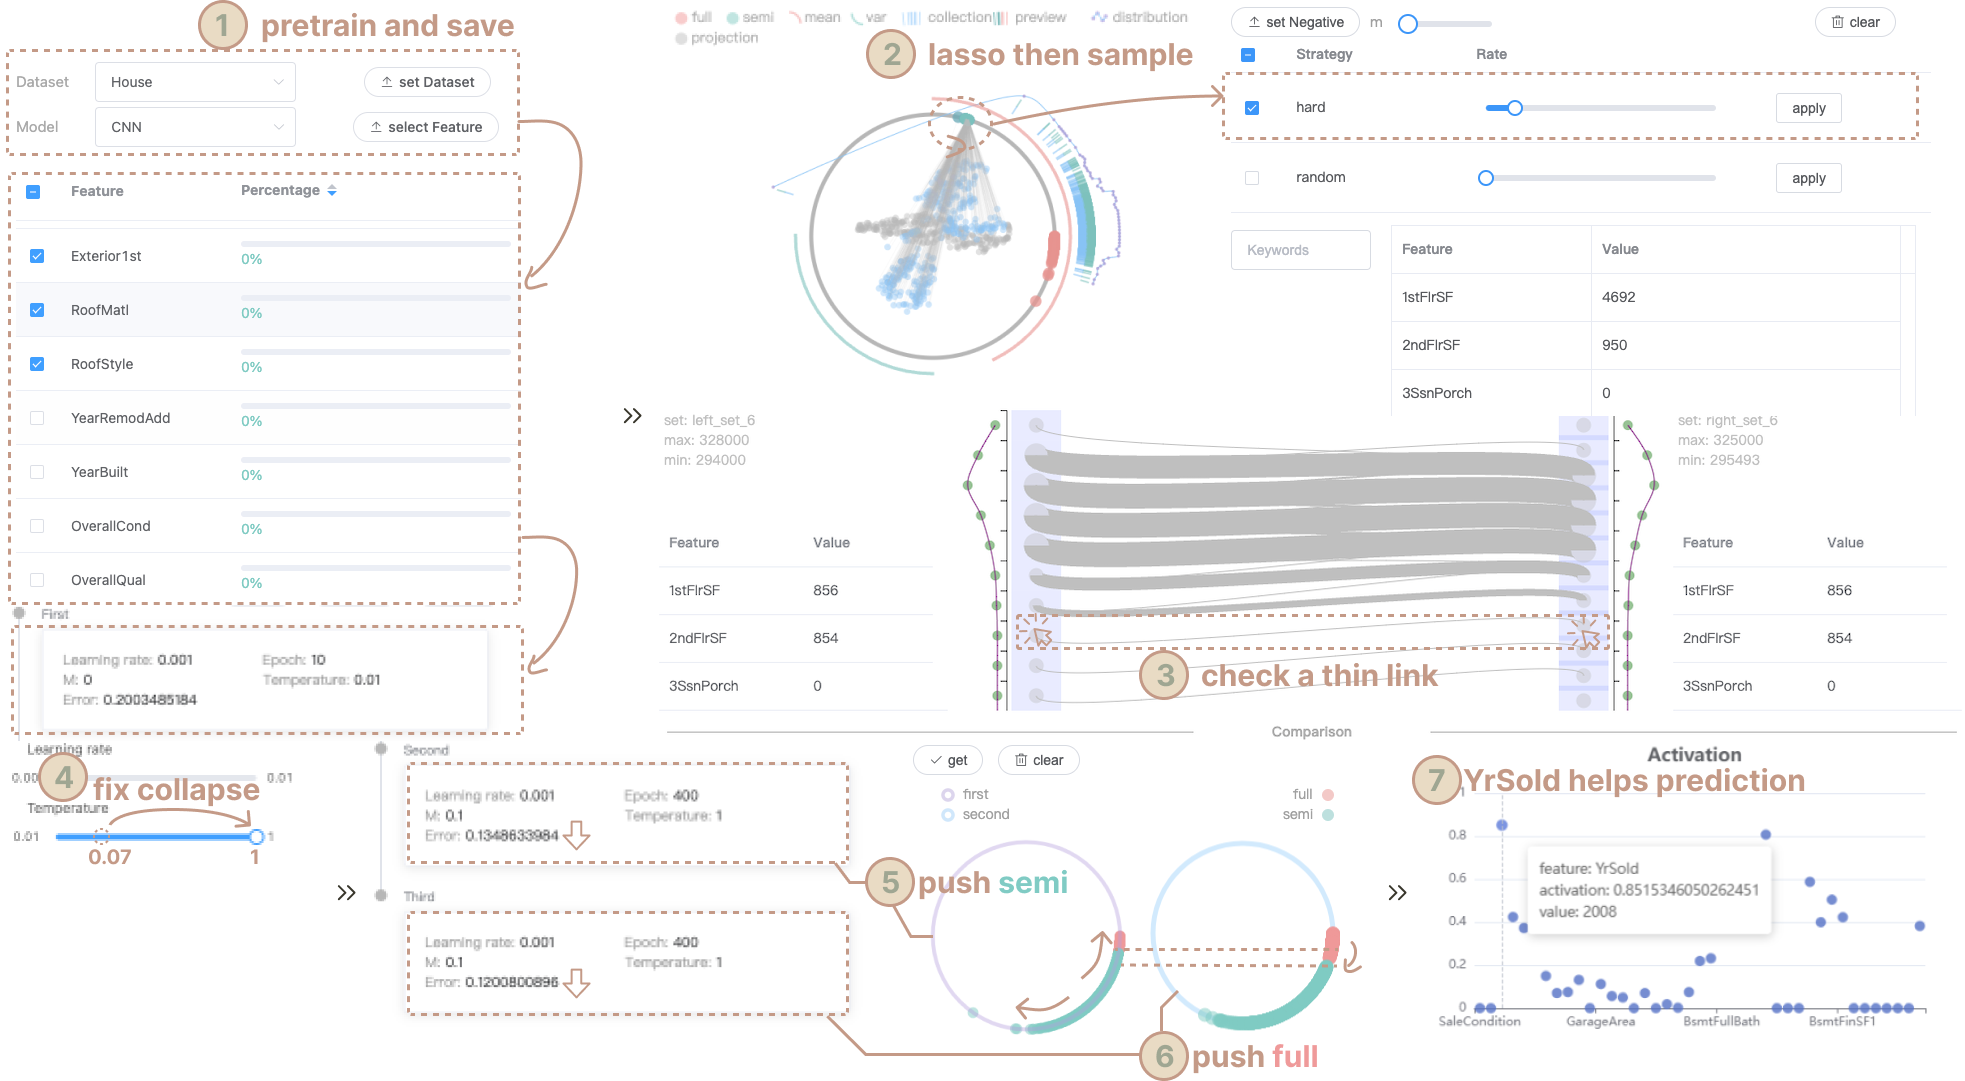 1 pretrain and save
Dataset House set Dataset
Model CNN select Feature
Feature Percentage
Exterior1st 0%
RoofMatl 0%
RoofStyle 0%
YearRemodAdd 0%
YearBuilt 0%
OverallCond 0%
OverallQual 0%
First
Learning rate: 0.001 Epoch: 10
M: 0 Temperature: 0.01
Error: 0.2003485184
full semi mean var collection preview distribution
projection
2 lasso then sample
set Negative m clear
Strategy Rate
hard apply
random apply
Keywords
Feature Value
1stFlrSF 4692
2ndFlrSF 950
3SsnPorch 0
set: left_set_6
max: 328000
min: 294000
Feature Value
1stFlrSF 856
2ndFlrSF 854
3SsnPorch 0
set: right_set_6
max: 325000
min: 295493
Feature Value
1stFlrSF 856
2ndFlrSF 854
3SsnPorch 0
3 check a thin link
Learning rate
0.01
4 fix collapse
Temperature
0.01 1
0.07 1
Second
Learning rate: 0.001 Epoch: 400
M: 0.1 Temperature: 1
Error: 0.1348633984
Third
Learning rate: 0.001 Epoch: 400
M: 0.1 Temperature: 1
Error: 0.1200800896
Comparison
get clear
first full
second semi
5 push semi
6 push full
Activation
7 YrSold helps prediction
1
0.8
0.6
0.4
0.2
0
feature: YrSold
activation: 0.8515346050262451
value: 2008
SaleCondition GarageArea BsmtFullBath BsmtFinSF1